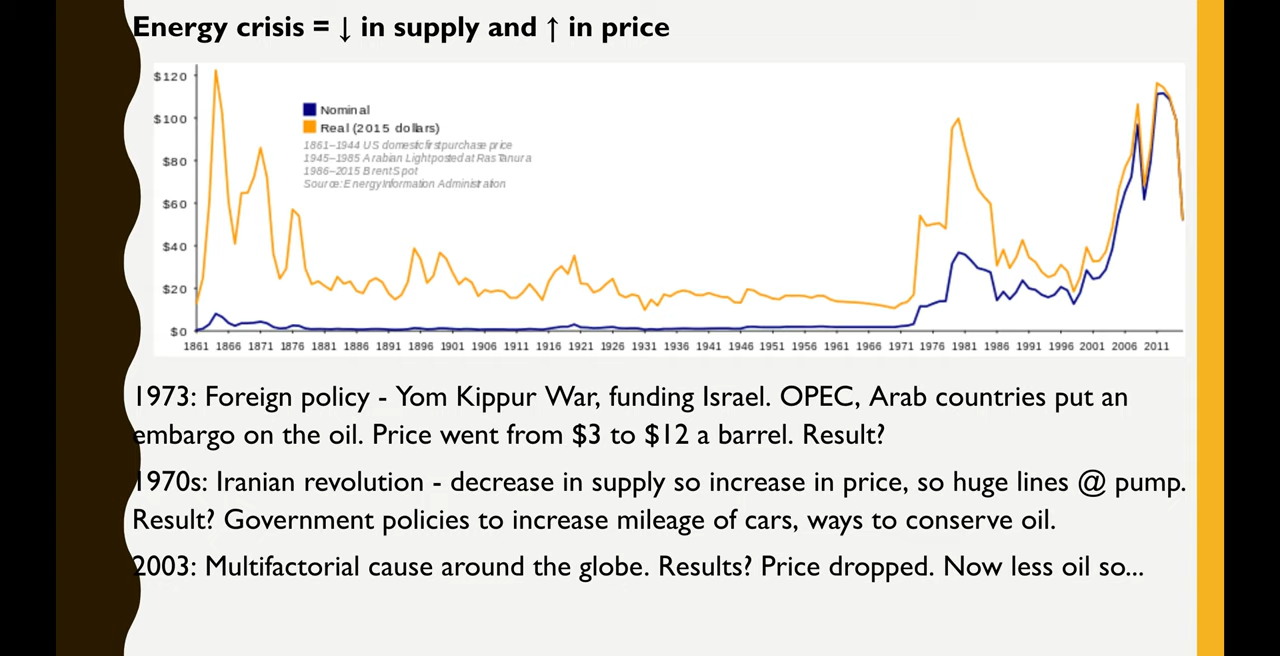 Energy crisis = ↓ in supply and ↑ in price
$120
$100
$80
$60
$40
$20
$0
Nominal
Real (2015 dollars)
1861–1944 US domestic first purchase price
1945–1985 Arabian Light posted at Ras Tanura
1986–2015 Brent Spot
Source: Energy Information Administration
1861 1866 1871 1876 1881 1886 1891 1896 1901 1906 1911 1916 1921 1926 1931 1936 1941 1946 1951 1956 1961 1966 1971 1976 1981 1986 1991 1996 2001 2006 2011
1973: Foreign policy - Yom Kippur War, funding Israel. OPEC, Arab countries put an
embargo on the oil. Price went from $3 to $12 a barrel. Result?
1970s: Iranian revolution - decrease in supply so increase in price, so huge lines @ pump.
Result? Government policies to increase mileage of cars, ways to conserve oil.
2003: Multifactorial cause around the globe. Results? Price dropped. Now less oil so...